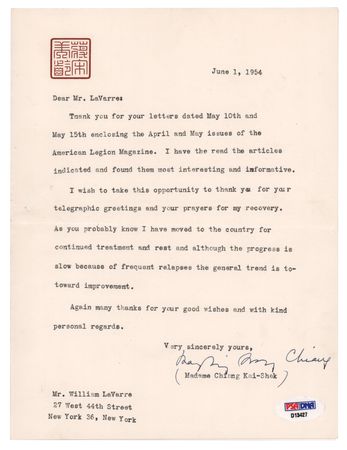 蔣宋美齡
June 1, 1954
Dear Mr. LaVarre:
Thank you for your letters dated May 10th and
May 15th enclosing the April and May issues of the
American Legion Magazine. I have the read the articles
indicated and found them most interesting and informative.
I wish to take this opportunity to thank you for your
telegraphic greetings and your prayers for my recovery.
As you probably know I have moved to the country for
continued treatment and rest and although the progress is
slow because of frequent relapses the general trend is to-
toward improvement.
Again many thanks for your good wishes and with kind
personal regards.
Very sincerely yours,
Mayling Soong Chiang
(Madame Chiang Kai-Shek)
Mr. William LaVarre
27 West 44th Street
New York 36, New York
PSA DNA
D13427